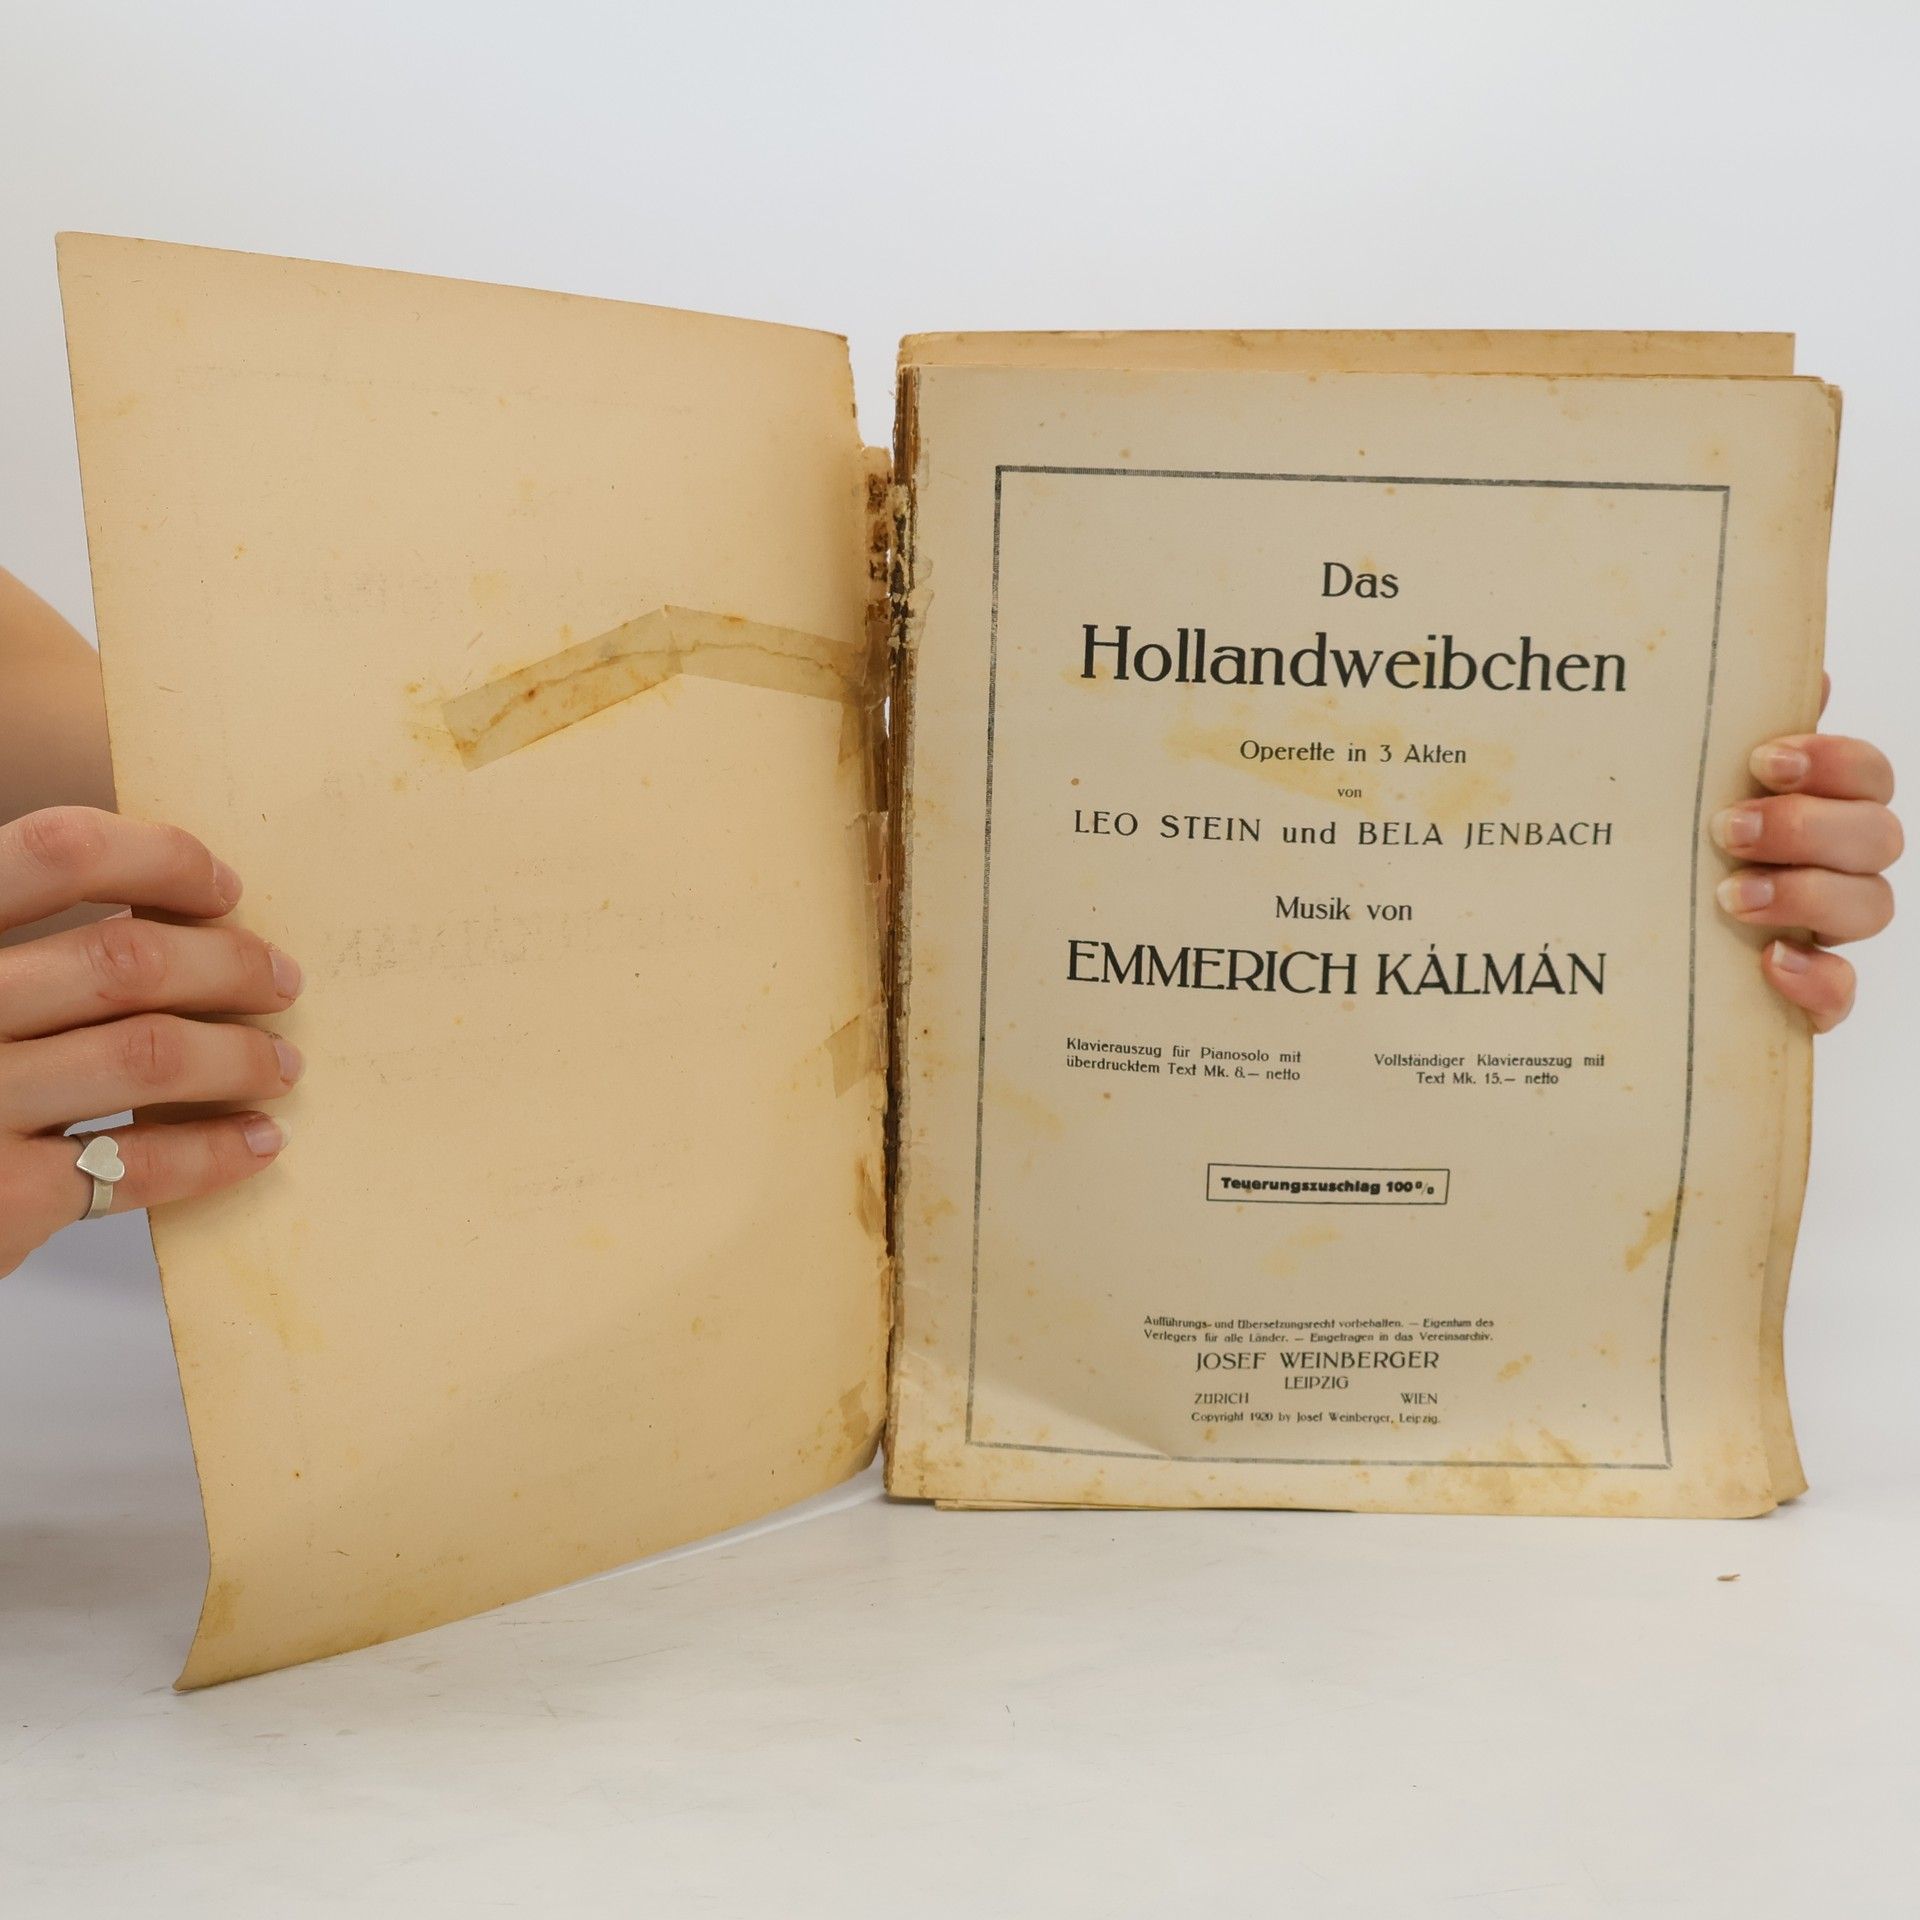 Das
Hollandweibchen
Operette in 3 Akten
von
LEO STEIN und BELA JENBACH
Musik von
EMMERICH KÁLMÁN
Klavierauszug für Pianosolo mit
überdrucktem Text Mk. 8.— netto
Vollständiger Klavierauszug mit
Text Mk. 15.— netto
Teuerungszuschlag 100%
Aufführungs- und Übersetzungsrecht vorbehalten. — Eigentum des
Verlegers für alle Länder. — Eingetragen in das Vereinsarchiv.
JOSEF WEINBERGER
LEIPZIG
ZÜRICH WIEN
Copyright 1920 by Josef Weinberger, Leipzig.